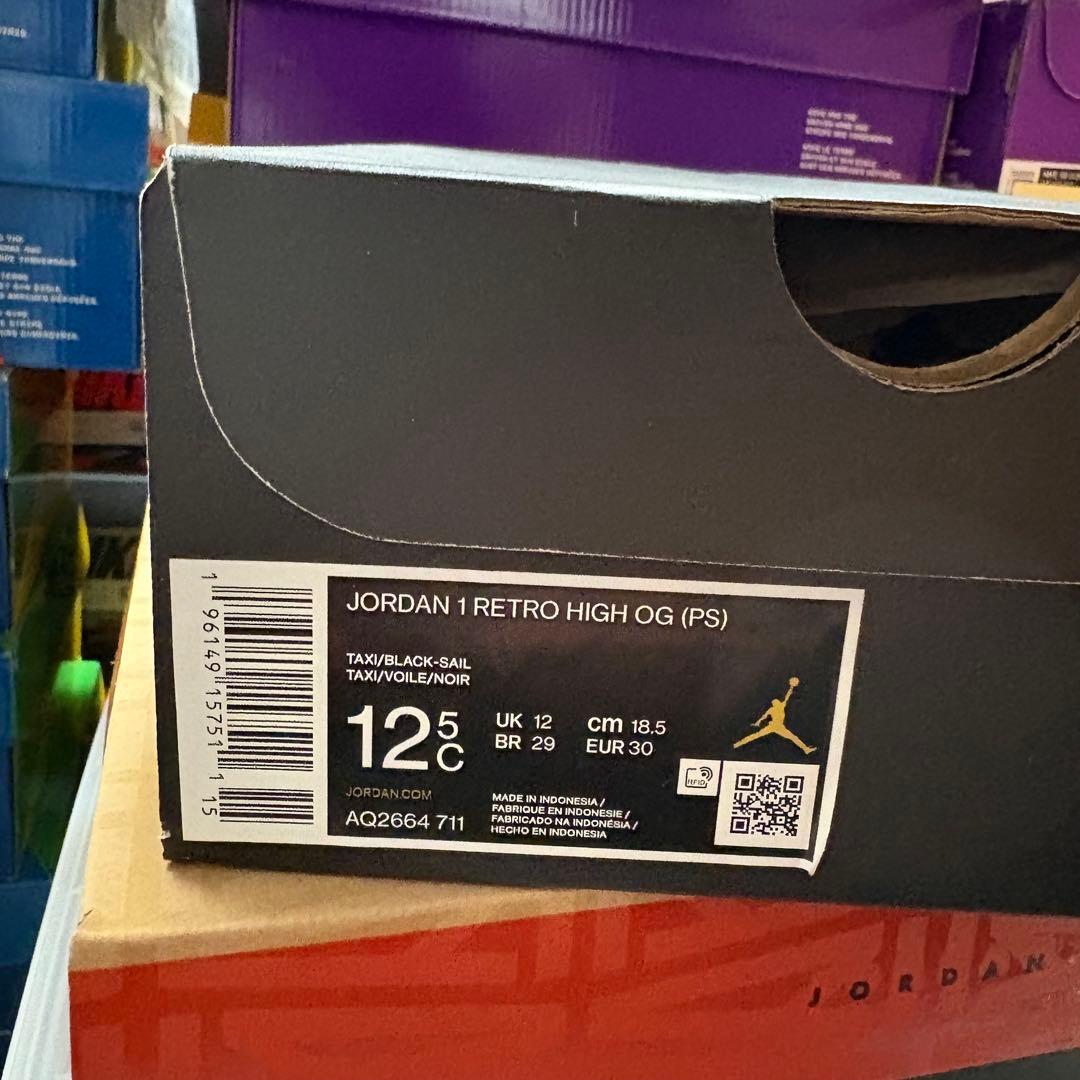 JORDAN 1 RETRO HIGH OG (PS)
TAXI/BLACK-SAIL
TAXI/VOILE/NOIR
12 5 C
UK 12
cm 18.5
BR 29
EUR 30
JORDAN.COM
AQ2664 711
MADE IN INDONESIA /
FABRIQUE EN INDONESIE /
FABRICADO NA INDONÉSIA /
HECHO EN INDONESIA
RFID
1 96149 15751 1 15
JORDAN